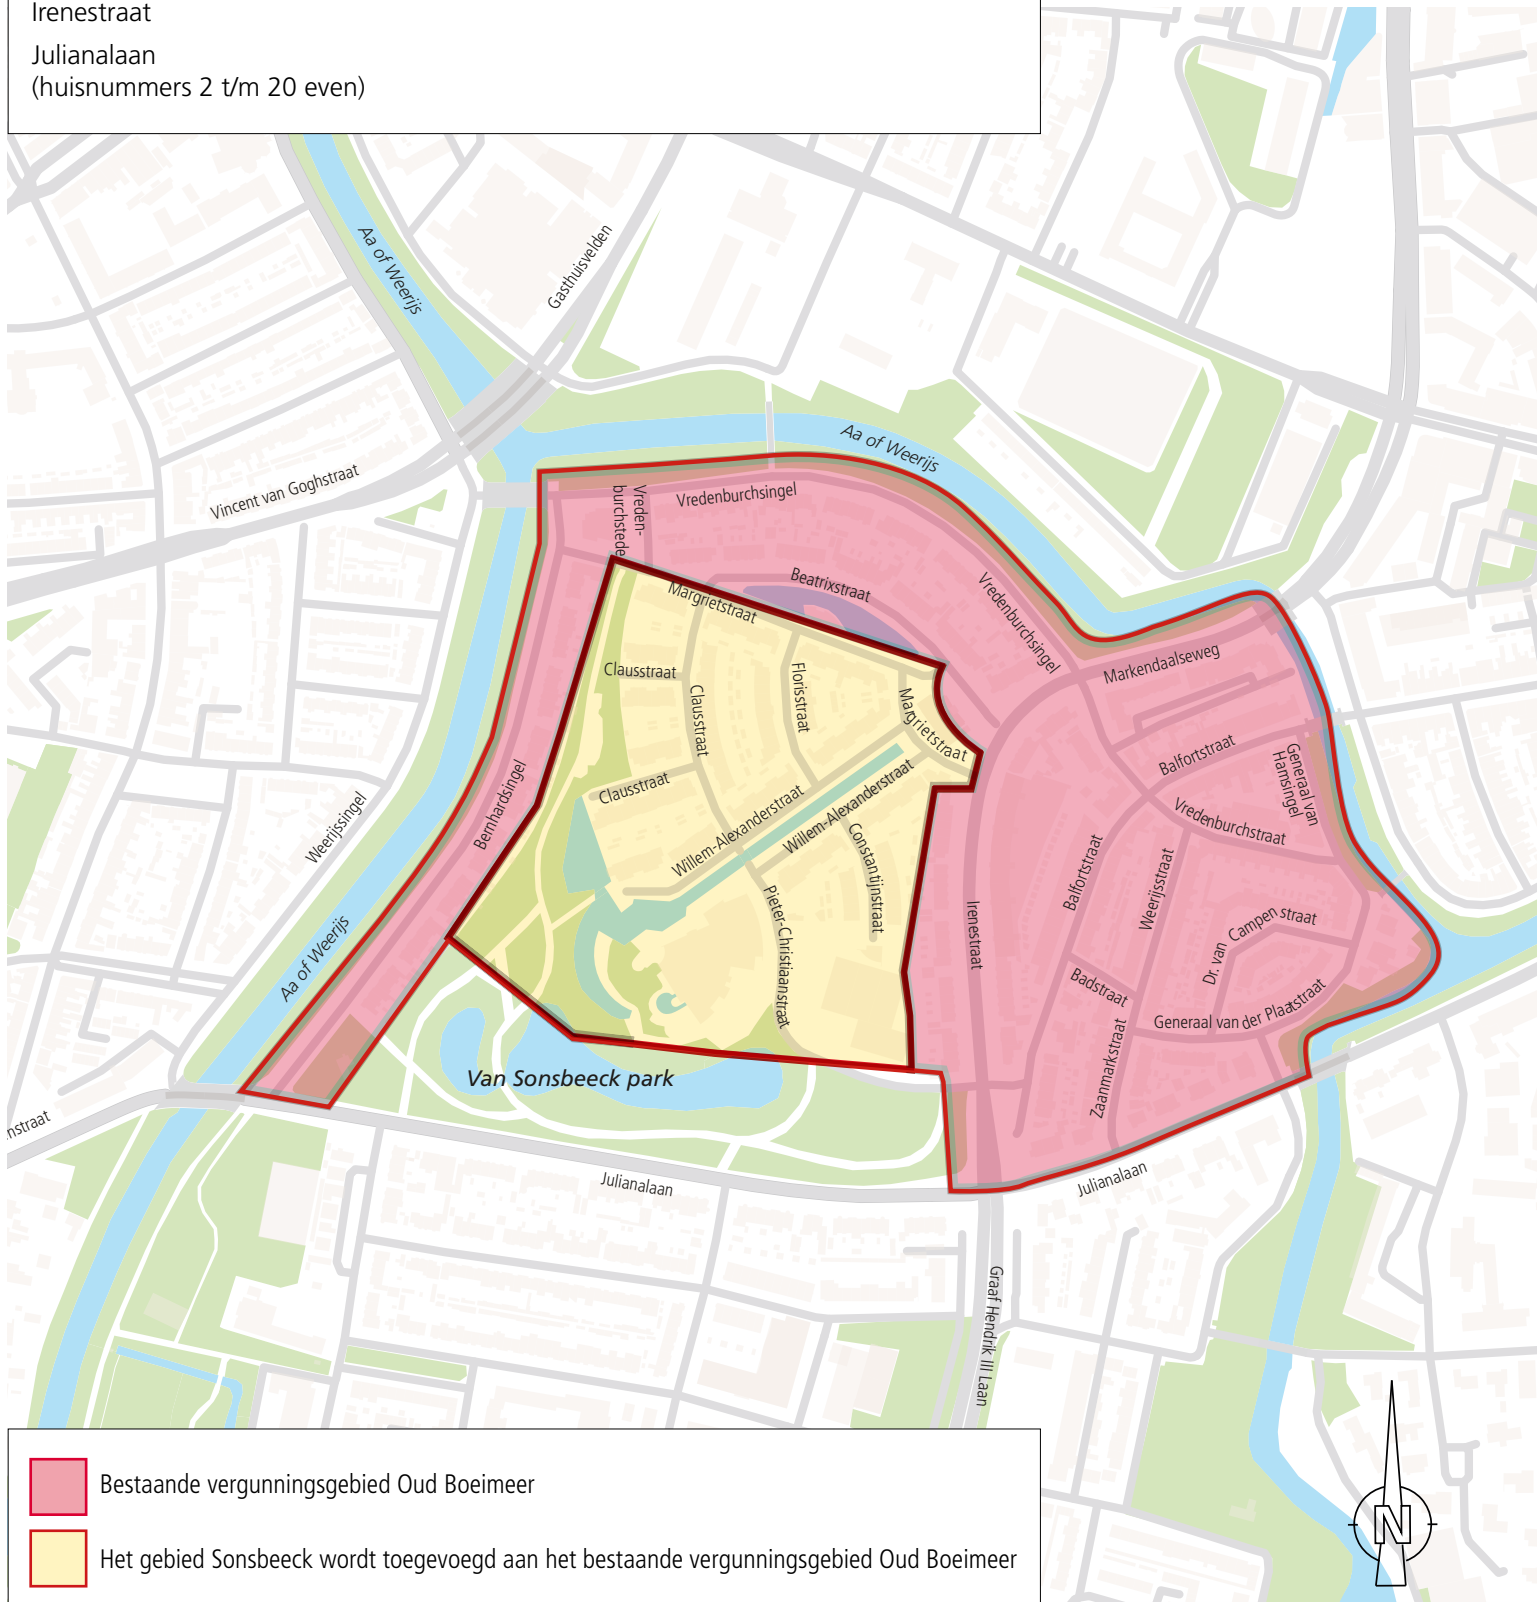 Irenestraat
Julianalaan
(huisnummers 2 t/m 20 even)
Aa of Weerijs
Gasthuisvelden
Vincent van Goghstraat
Aa of Weerijs
Vreden-
burchstede
Vredenburchsingel
Beatrixstraat
Margrietstraat
Vredenburchsingel
Markendaalseweg
Clausstraat
Clausstraat
Florisstraat
Margrietstraat
Balfortstraat
Generaal van
Hamsingel
Clausstraat
Willem-Alexanderstraat
Willem-Alexanderstraat
Constantijnstraat
Vredenburchstraat
Bernhardsingel
Weerijssingel
Balfortstraat
Weerijsstraat
Pieter-Christiaanstraat
Irenestraat
Dr. van Campen straat
Aa of Weerijs
Badstraat
Generaal van der Plaatstraat
Zaanmarkstraat
Van Sonsbeeck park
nstraat
Julianalaan
Julianalaan
Graaf Hendrik III Laan
Bestaande vergunningsgebied Oud Boeimeer
Het gebied Sonsbeeck wordt toegevoegd aan het bestaande vergunningsgebied Oud Boeimeer
N